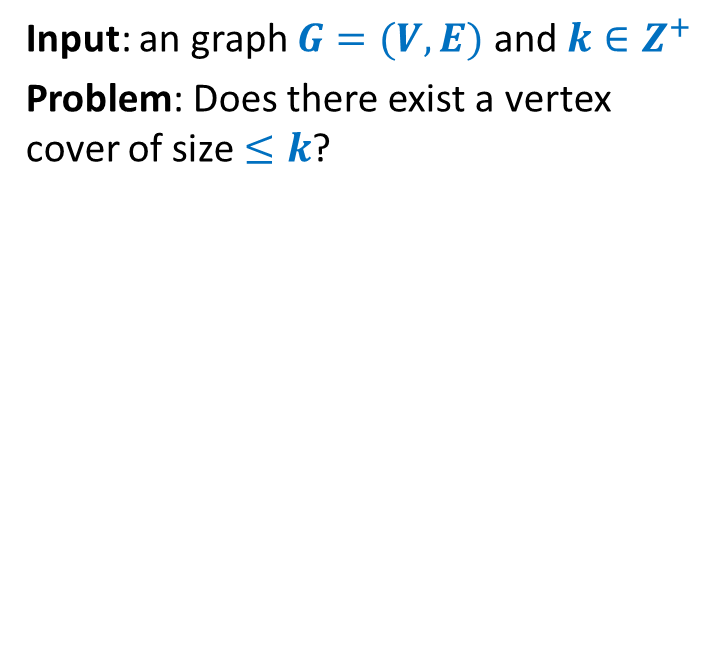 Input: an graph G = (V, E) and k ∈ Z⁺
Problem: Does there exist a vertex
cover of size ≤ k?